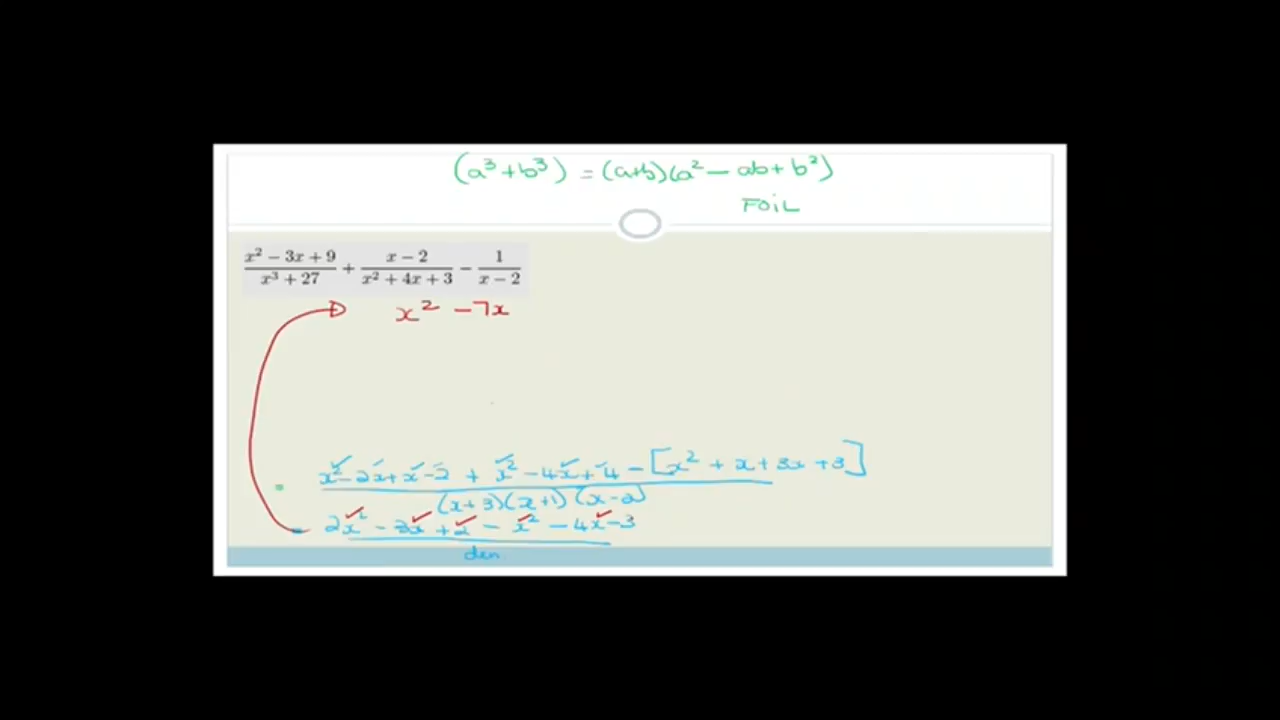 (a³ + b³) = (a+b)(a² − ab + b²)
FOIL
x² − 3x + 9 / x³ + 27 + x − 2 / x² + 4x + 3 − 1 / x − 2
x² − 7x
x² − 2x + x − 2 + x² − 4x + 4 − [x² + x + 3x + 3]
(x+3)(x+1)(x−2)
= 2x² − 3x + 2 − x² − 4x − 3
den